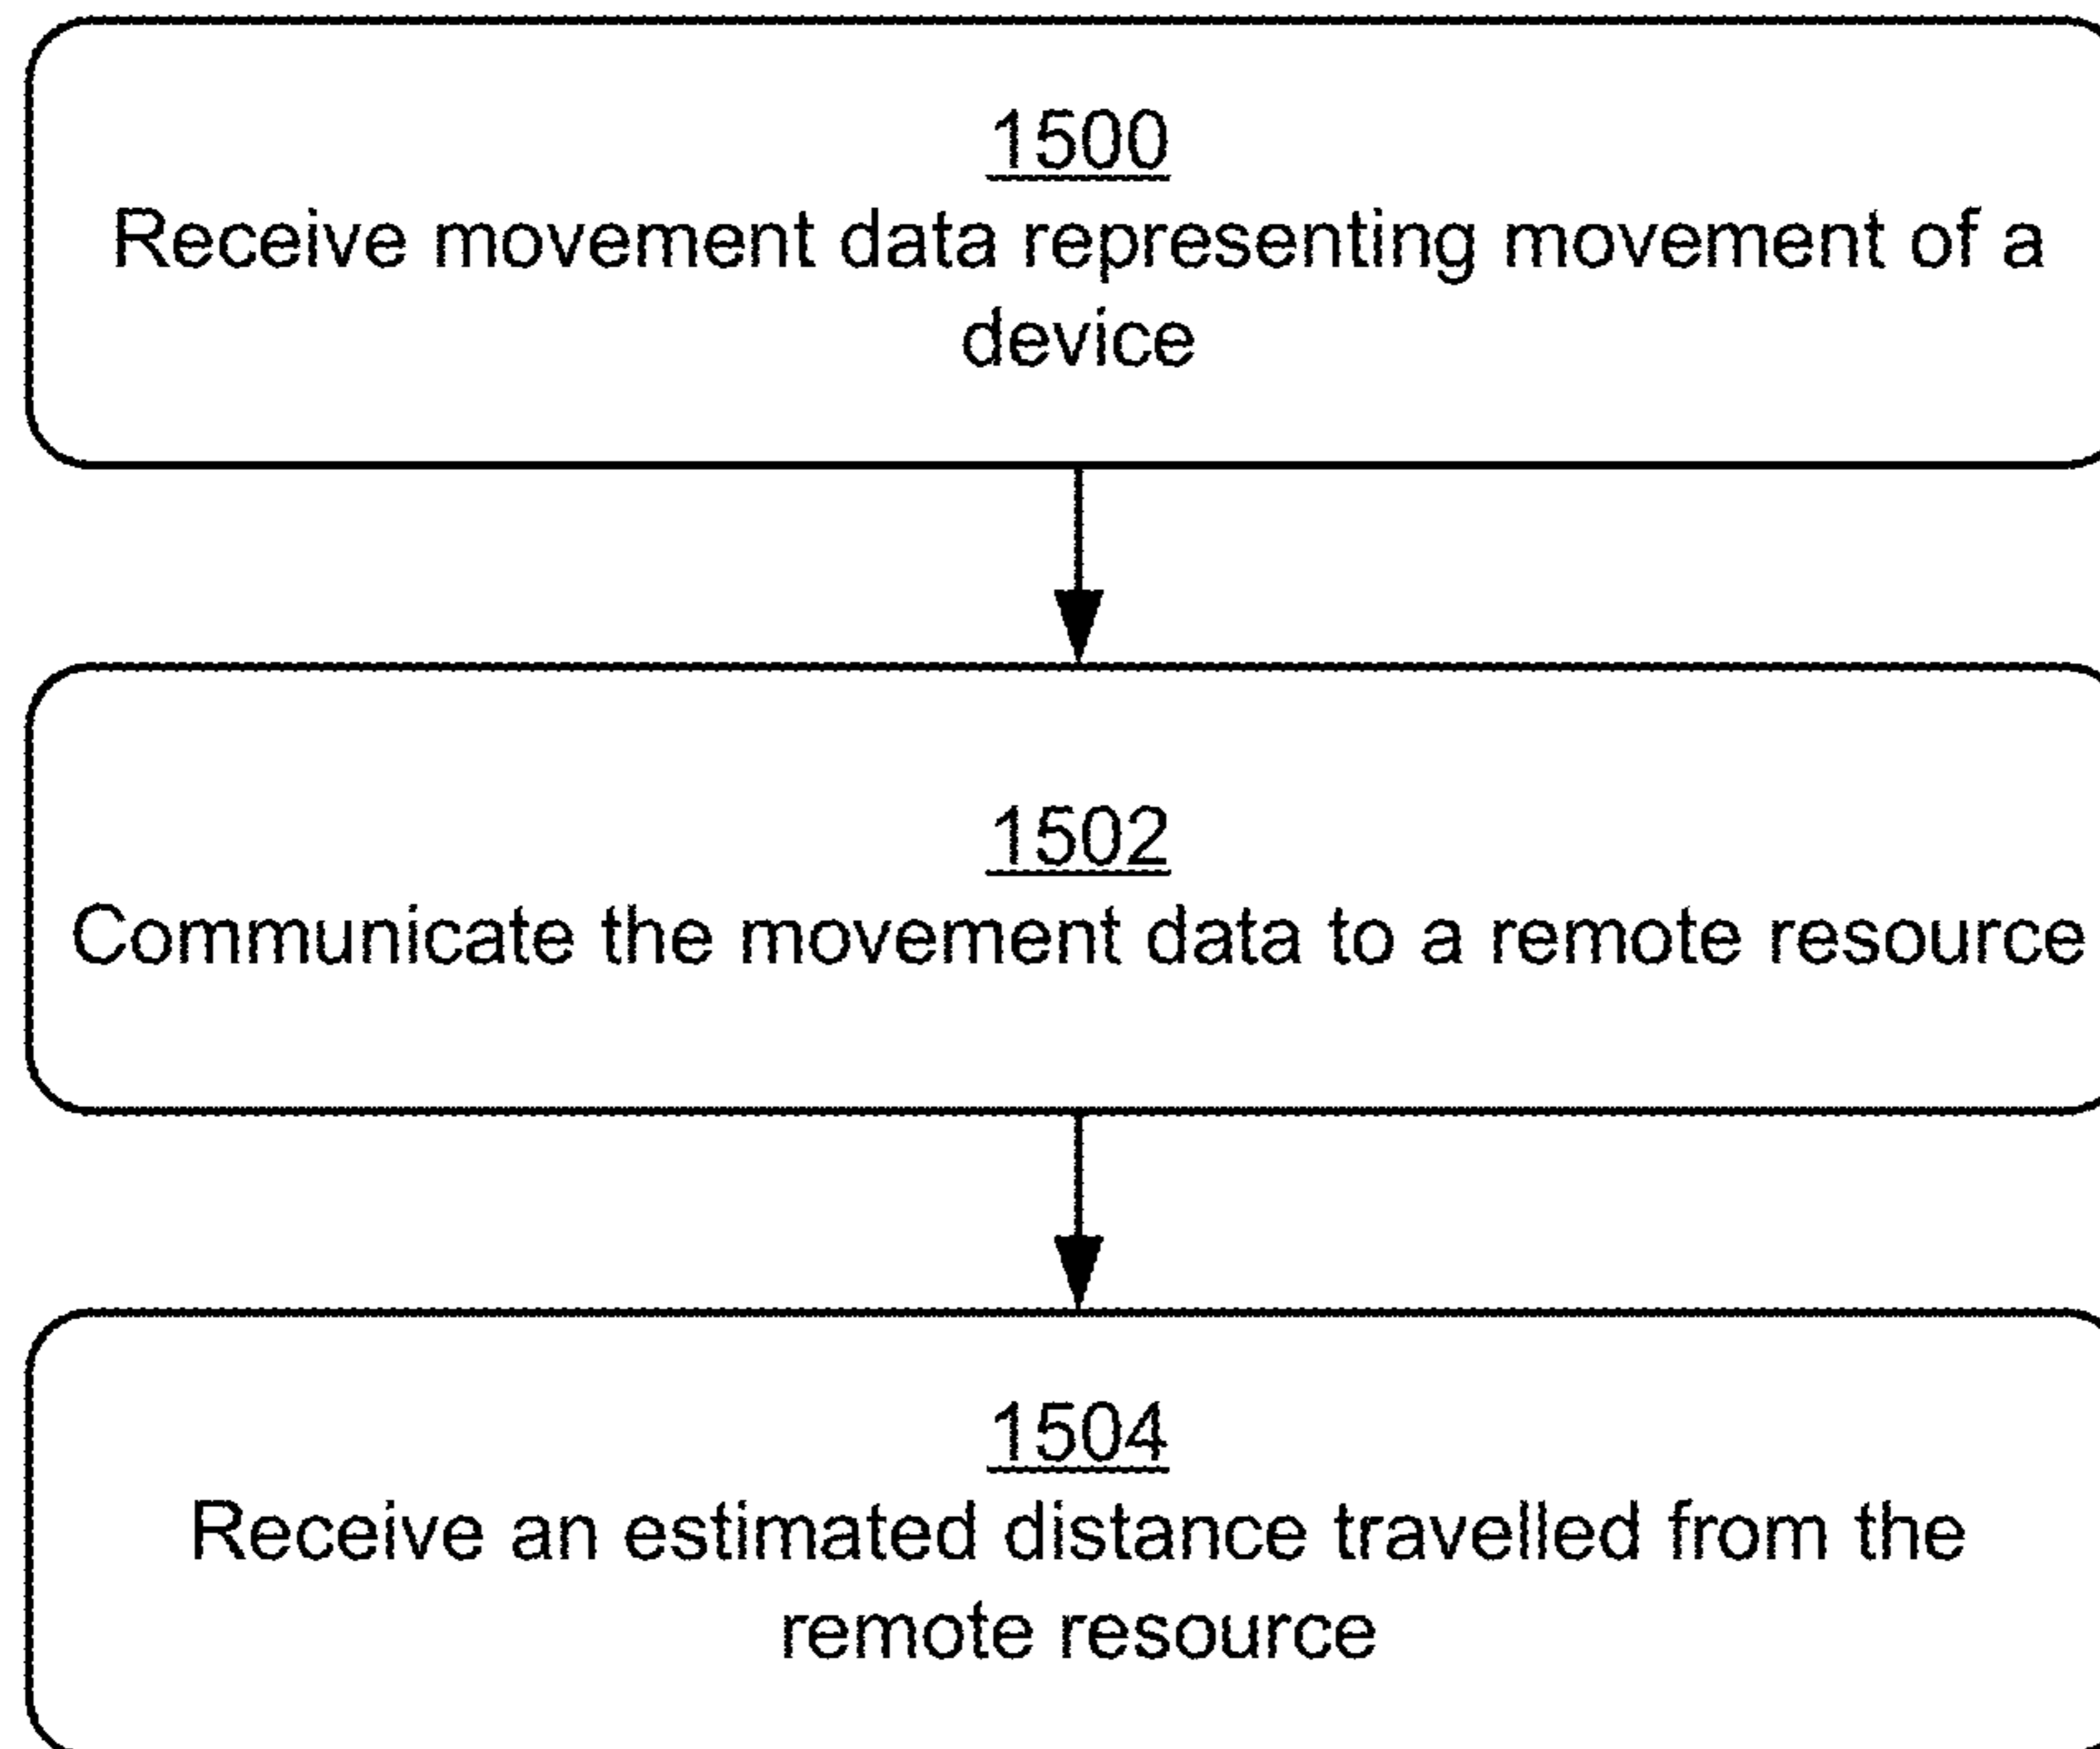 1500
Receive movement data representing movement of a
device
1502
Communicate the movement data to a remote resource
1504
Receive an estimated distance travelled from the
remote resource